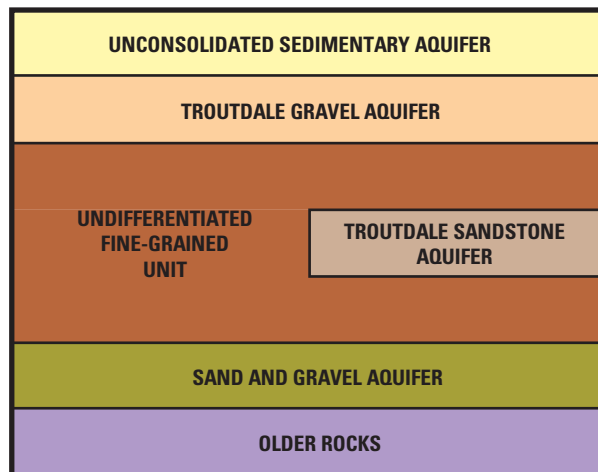 UNCONSOLIDATED SEDIMENTARY AQUIFER
TROUTDALE GRAVEL AQUIFER
UNDIFFERENTIATED
FINE-GRAINED
UNIT
TROUTDALE SANDSTONE
AQUIFER
SAND AND GRAVEL AQUIFER
OLDER ROCKS